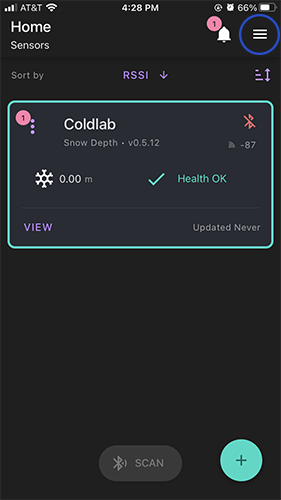 AT&T 4:28 PM 66%
Home
1
Sensors
Sort by RSSI
1
Coldlab
Snow Depth • v0.5.12
-87
0.00 m
Health OK
VIEW
Updated Never
SCAN
+